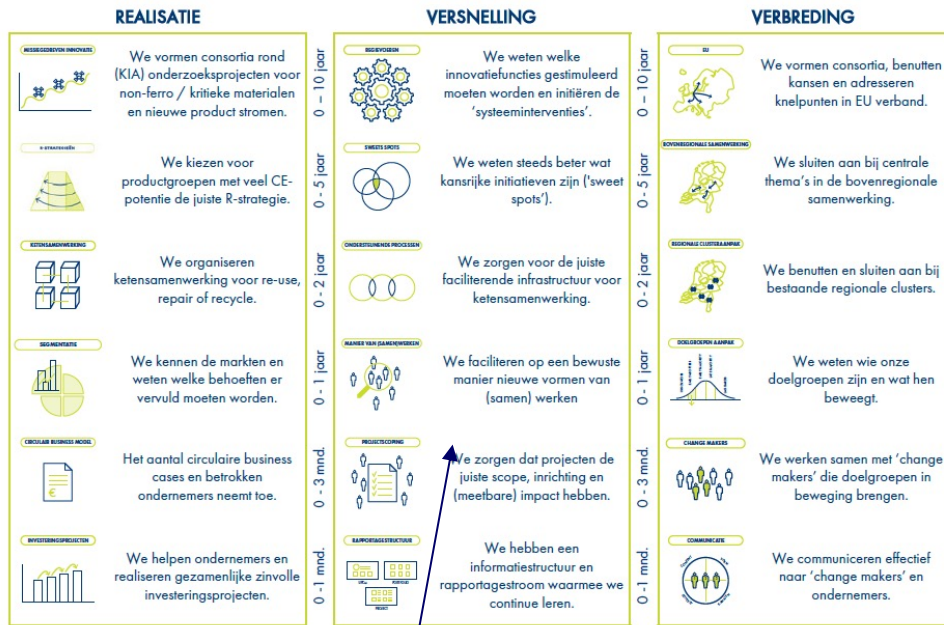 REALISATIE
MISSIEGEDREVEN INNOVATIE
We vormen consortia rond
(KIA) onderzoeksprojecten voor
non-ferro / kritieke materialen
en nieuwe product stromen.
R-STRATEGIEËN
We kiezen voor
productgroepen met veel CE-
potentie de juiste R-strategie.
KETENSAMENWERKING
We organiseren
ketensamenwerking voor re-use,
repair of recycle.
SEGMENTATIE
We kennen de markten en
weten welke behoeften er
vervuld moeten worden.
CIRCULAIR BUSINESS MODEL
€
Het aantal circulaire business
cases en betrokken
ondernemers neemt toe.
INVESTERINGSPROJECTEN
We helpen ondernemers en
realiseren gezamenlijke zinvolle
investeringsprojecten.
0 – 10 jaar
0 - 5 jaar
0 - 2 jaar
0 - 1 jaar
0 - 3 mnd.
0 -1 mnd.
VERSNELLING
REGIEVOEREN
We weten welke
innovatiefuncties gestimuleerd
moeten worden en initiëren de
‘systeeminterventies’.
SWEETS SPOTS
We weten steeds beter wat
kansrijke initiatieven zijn ('sweet
spots’).
ONDERSTEUNENDE PROCESSEN
We zorgen voor de juiste
faciliterende infrastructuur voor
ketensamenwerking.
MANIER VAN (SAMEN)WERKEN
We faciliteren op een bewuste
manier nieuwe vormen van
(samen) werken
PROJECTSCOPING
We zorgen dat projecten de
juiste scope, inrichting en
(meetbare) impact hebben.
RAPPORTAGESTRUCTUUR
PROJECT
We hebben een
informatiestructuur en
rapportagestroom waarmee we
continue leren.
0 – 10 jaar
0 - 5 jaar
0 - 2 jaar
0 - 1 jaar
0 - 3 mnd.
0 -1 mnd.
VERBREDING
EU
We vormen consortia, benutten
kansen en adresseren
knelpunten in EU verband.
BOVENREGIONALE SAMENWERKING
We sluiten aan bij centrale
thema’s in de bovenregionale
samenwerking.
REGIONALE CLUSTERAANPAK
We benutten en sluiten aan bij
bestaande regionale clusters.
DOELGROEPEN AANPAK
We weten wie onze
doelgroepen zijn en wat hen
beweegt.
CHANGE MAKERS
We werken samen met ‘change
makers’ die doelgroepen in
beweging brengen.
COMMUNICATIE
We communiceren effectief
naar ‘change makers’ en
ondernemers.